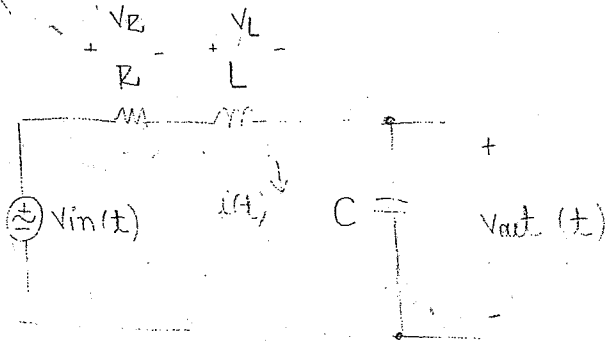 VR VL
+ - + -
R L
+
i(t)
Vin(t) C Vout (t)
-